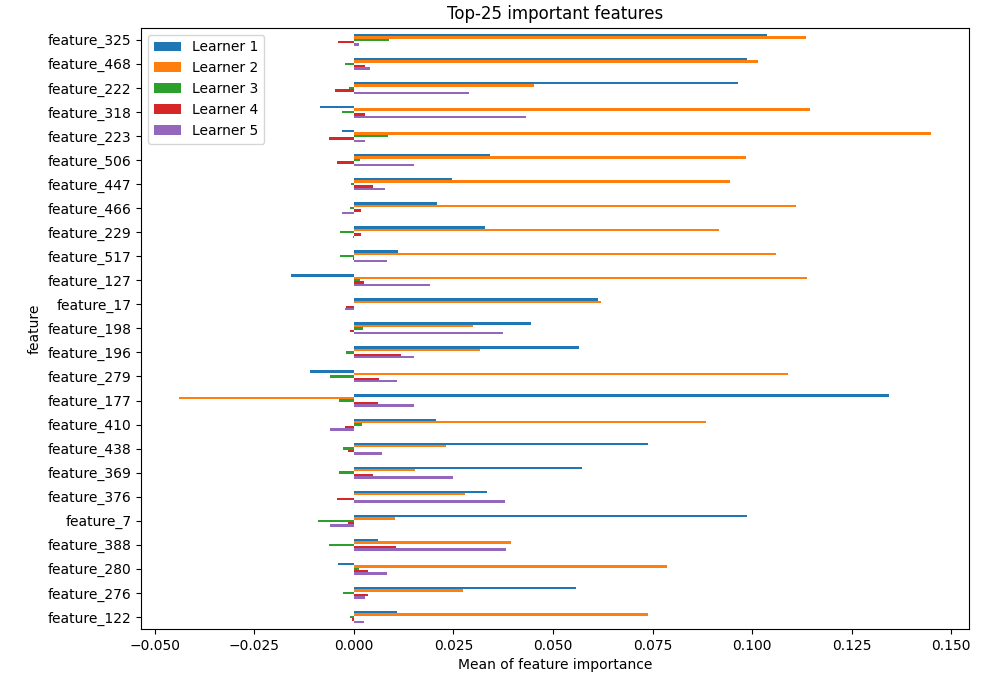 Top-25 important features
Learner 1
Learner 2
Learner 3
Learner 4
Learner 5
feature
feature_325
feature_468
feature_222
feature_318
feature_223
feature_506
feature_447
feature_466
feature_229
feature_517
feature_127
feature_17
feature_198
feature_196
feature_279
feature_177
feature_410
feature_438
feature_369
feature_376
feature_7
feature_388
feature_280
feature_276
feature_122
−0.050 −0.025 0.000 0.025 0.050 0.075 0.100 0.125 0.150
Mean of feature importance